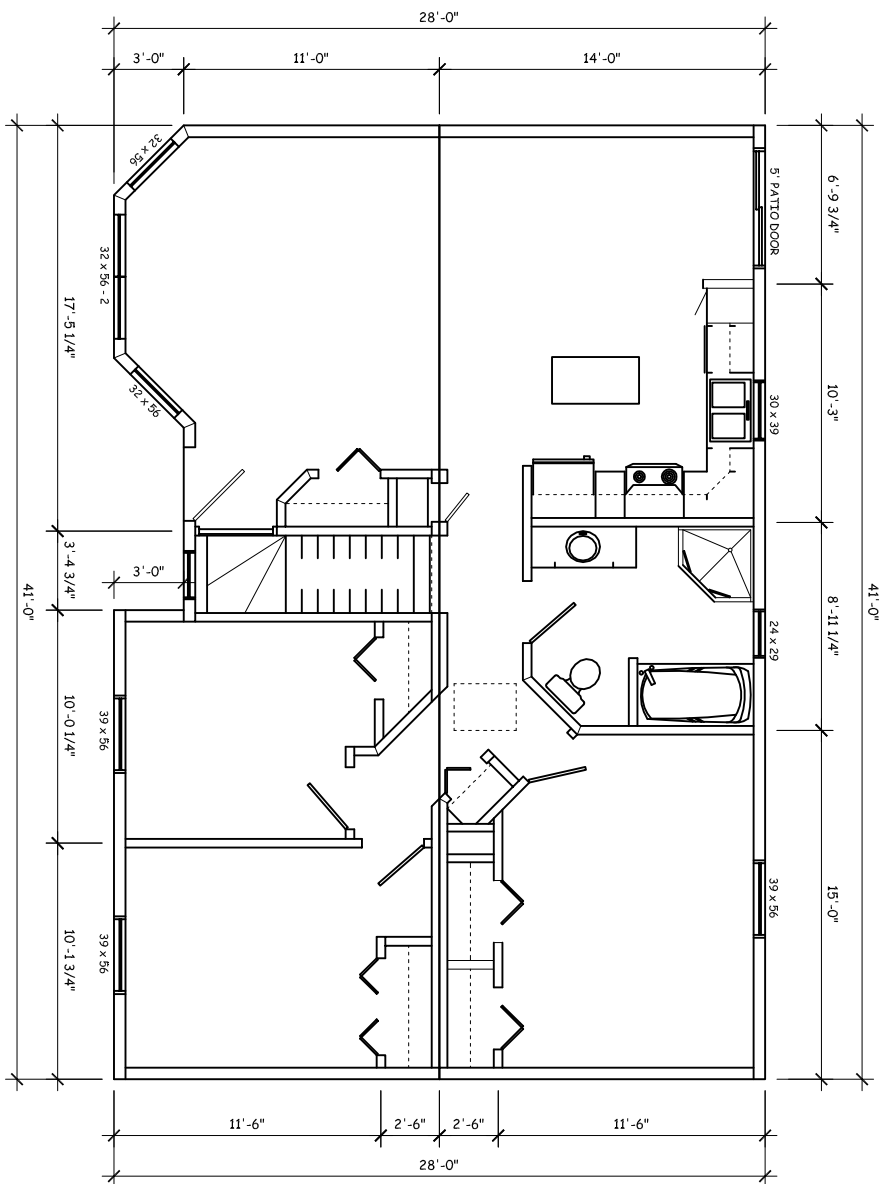 28'-0"
3'-0"
11'-0"
14'-0"
32 x 56
5' PATIO DOOR
6'-9 3/4"
32 x 56 - 2
17'-5 1/4"
32 x 56
30 x 39
10'-3"
3'-4 3/4"
3'-0"
41'-0"
41'-0"
24 x 29
8'-11 1/4"
39 x 56
10'-0 1/4"
39 x 56
15'-0"
39 x 56
10'-1 3/4"
11'-6"
2'-6"
2'-6"
11'-6"
28'-0"